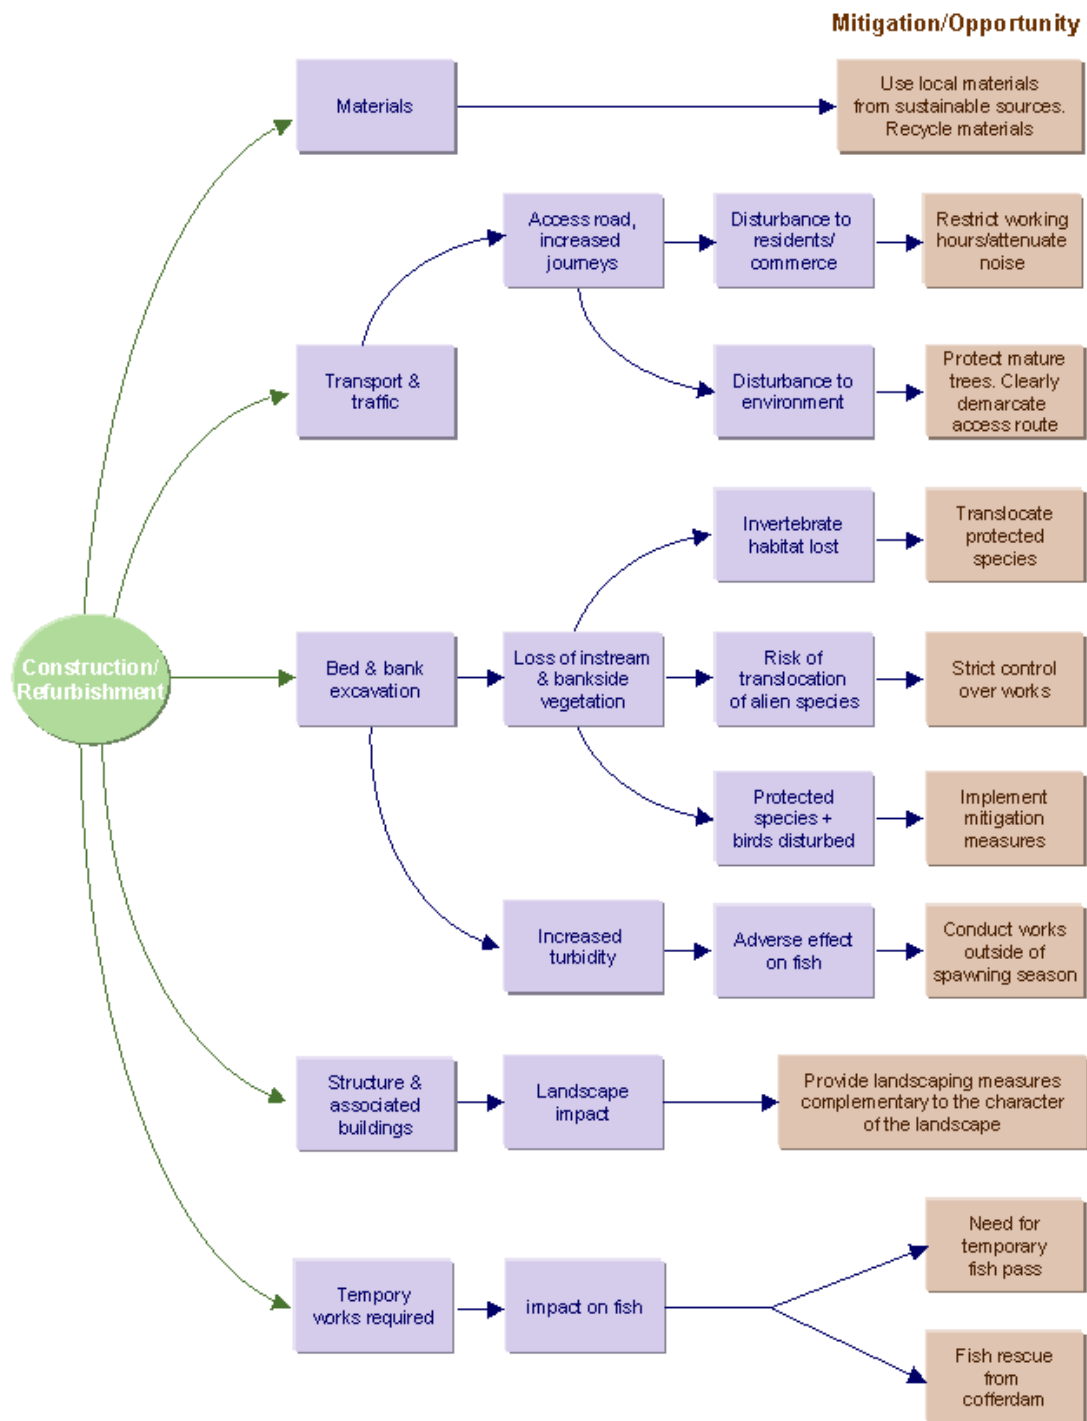 Mitigation/Opportunity
Materials
Use local materials
from sustainable sources.
Recycle materials
Access road,
increased
journeys
Disturbance to
residents/
commerce
Restrict working
hours/attenuate
noise
Transport &
traffic
Disturbance to
environment
Protect mature
trees. Clearly
demarcate
access route
Invertebrate
habitat lost
Translocate
protected
species
Construction/
Refurbishment
Bed & bank
excavation
Loss of instream
& bankside
vegetation
Risk of
translocation
of alien species
Strict control
over works
Protected
species +
birds disturbed
Implement
mitigation
measures
Increased
turbidity
Adverse effect
on fish
Conduct works
outside of
spawning season
Structure &
associated
buildings
Landscape
impact
Provide landscaping measures
complementary to the character
of the landscape
Need for
temporary
fish pass
Tempory
works required
impact on fish
Fish rescue
from
cofferdam